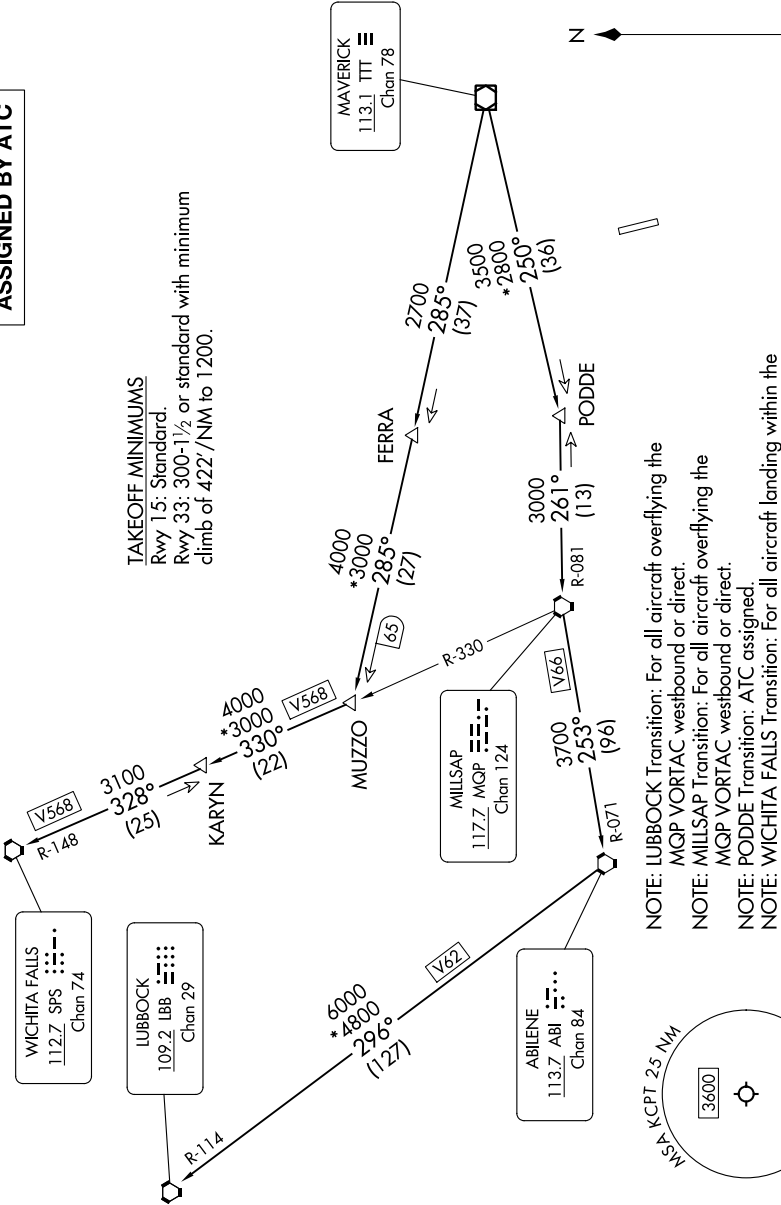 ASSIGNED BY ATC
TAKEOFF MINIMUMS
Rwy 15: Standard.
Rwy 33: 300-1½ or standard with minimum
climb of 422'/NM to 1200.
MAVERICK
113.1 TTT
Chan 78
N
WICHITA FALLS
112.7 SPS
Chan 74
R-148
V568
3100
328°
(25)
KARYN
4000
*3000
330°
(22)
V568
MUZZO
65
4000
*3000
285°
(27)
FERRA
2700
285°
(37)
3500
*2800
250°
(36)
PODDE
3000
261°
(13)
R-081
R-330
MILLSAP
117.7 MQP
Chan 124
V66
3700
253°
(96)
R-071
LUBBOCK
109.2 LBB
Chan 29
R-114
6000
*4800
296°
(127)
V62
ABILENE
113.7 ABI
Chan 84
MSA KCPT 25 NM
3600
NOTE: LUBBOCK Transition: For all aircraft overflying the
MQP VORTAC westbound or direct.
NOTE: MILLSAP Transition: For all aircraft overflying the
MQP VORTAC westbound or direct.
NOTE: PODDE Transition: ATC assigned.
NOTE: WICHITA FALLS Transition: For all aircraft landing within the